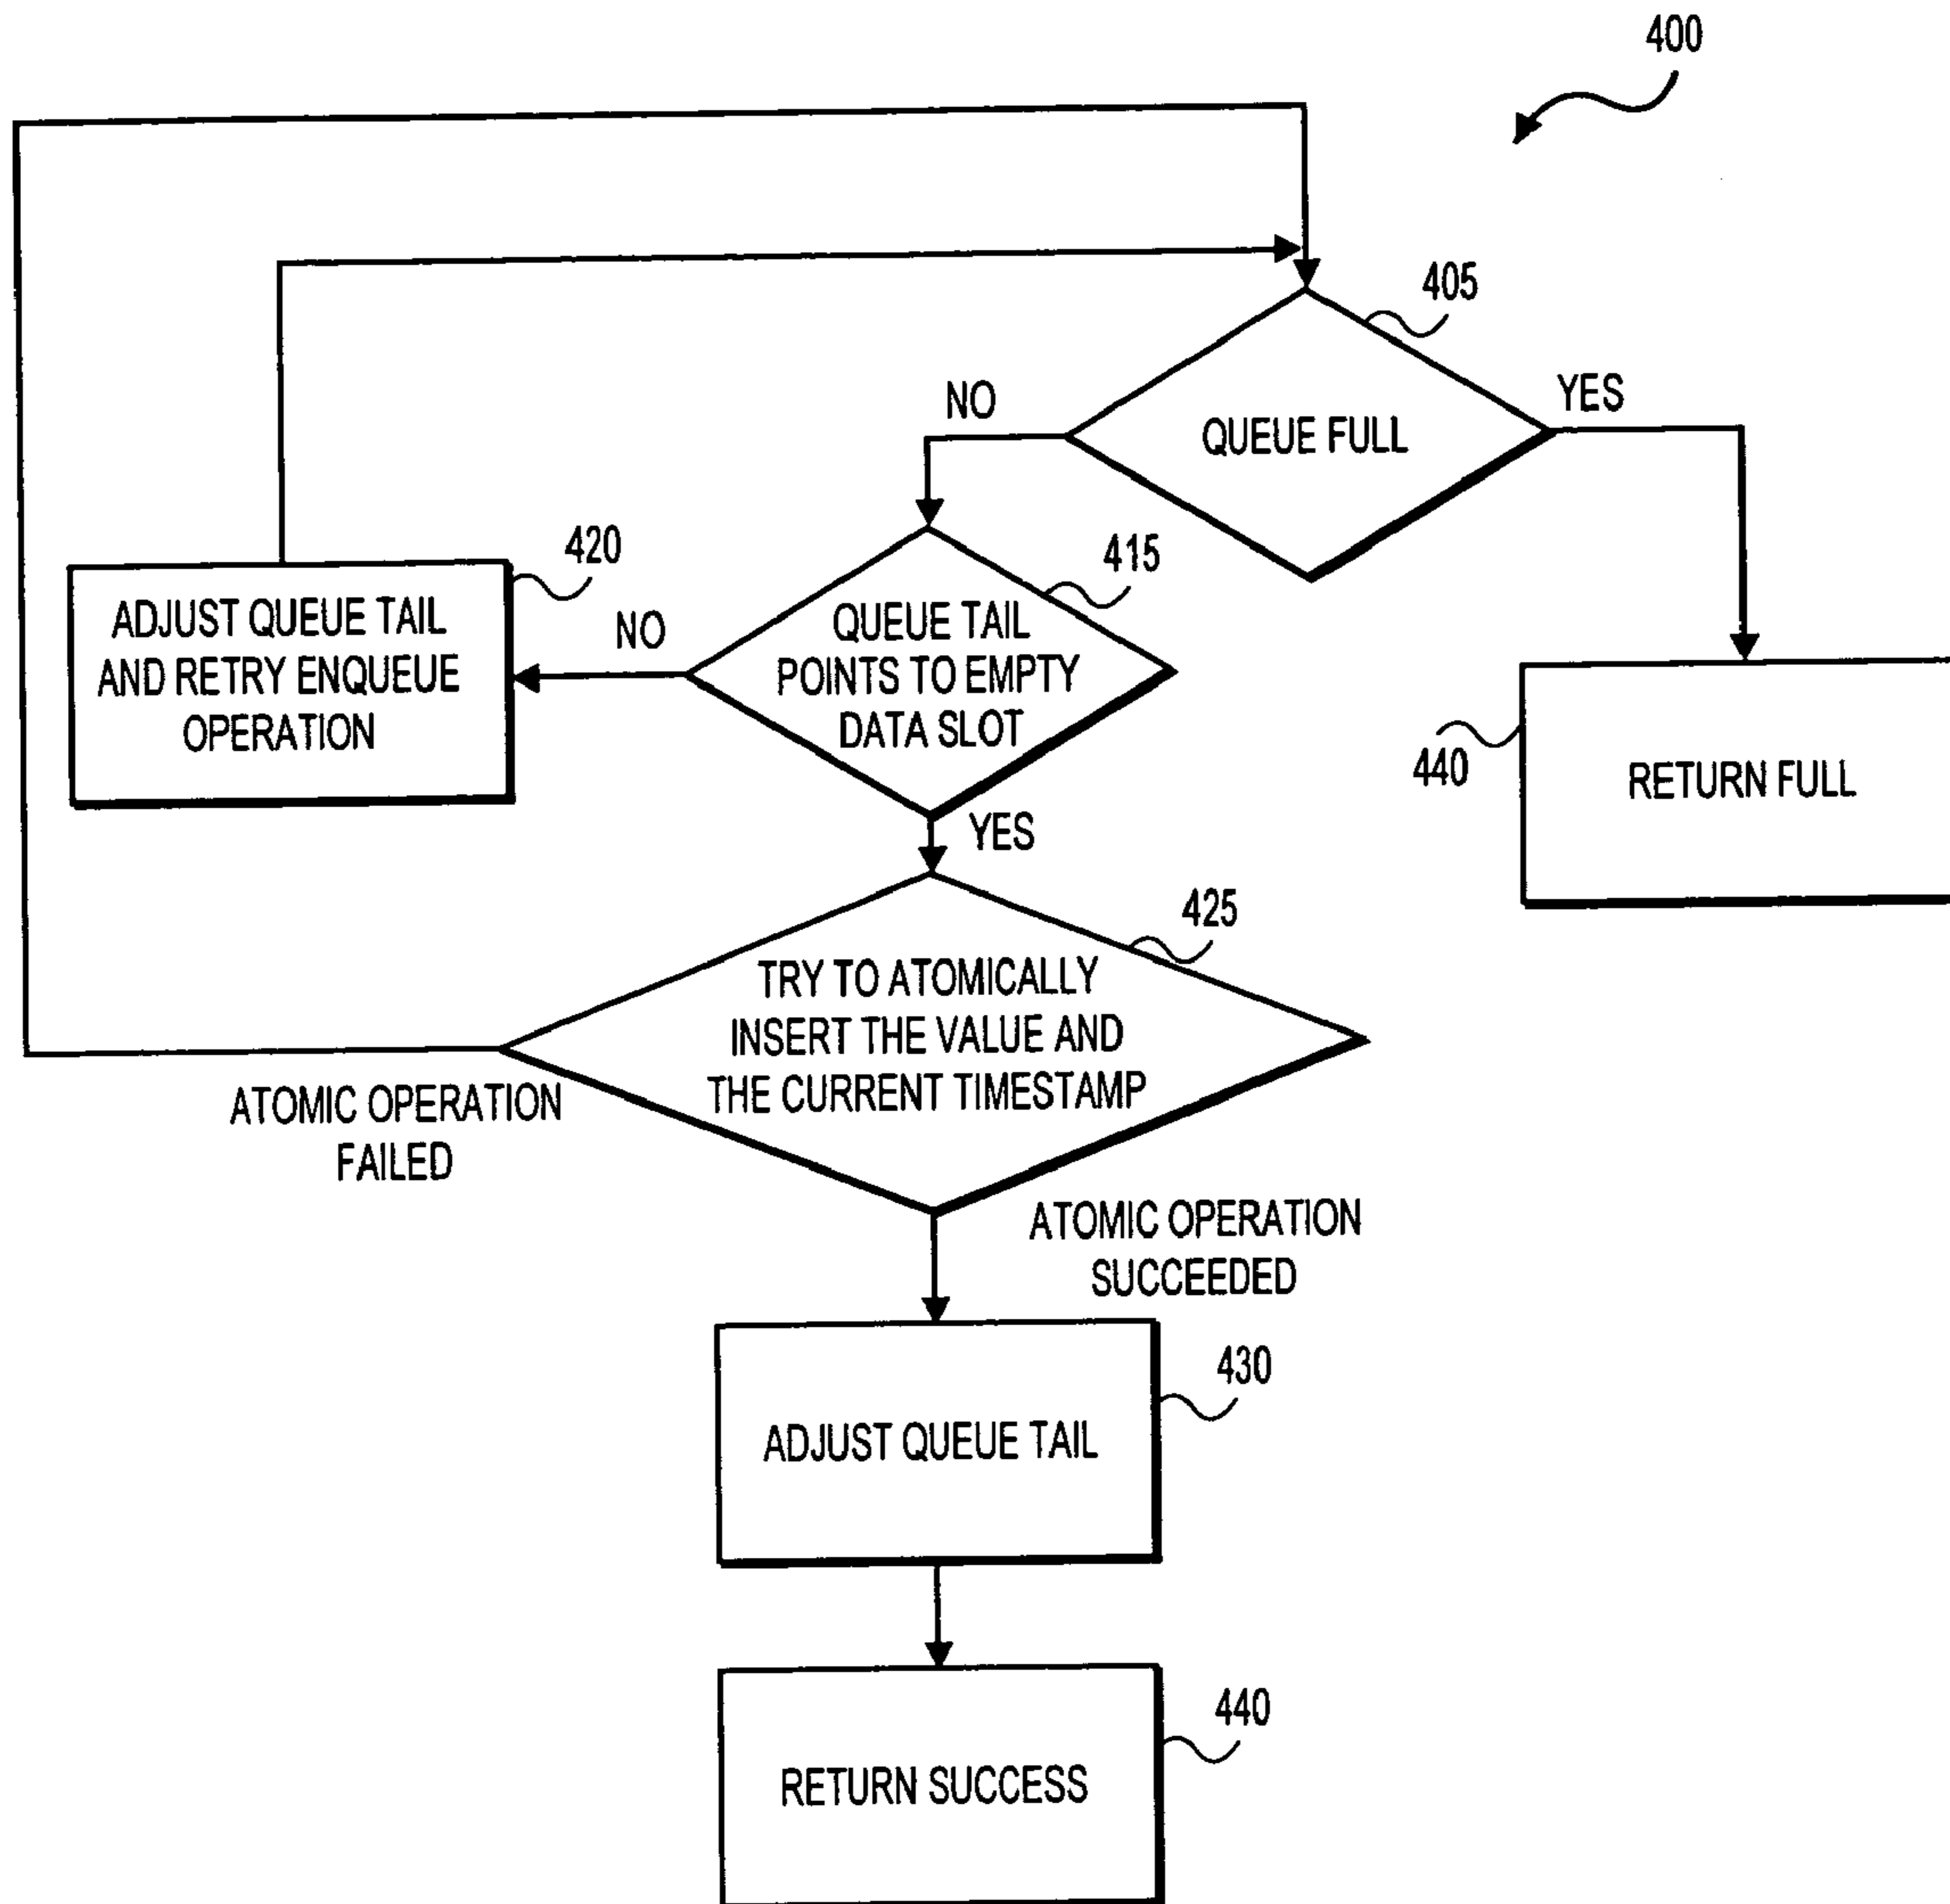 400
405
NO
YES
QUEUE FULL
420
415
ADJUST QUEUE TAIL
AND RETRY ENQUEUE
OPERATION
NO
QUEUE TAIL
POINTS TO EMPTY
DATA SLOT
440
RETURN FULL
YES
425
TRY TO ATOMICALLY
INSERT THE VALUE AND
THE CURRENT TIMESTAMP
ATOMIC OPERATION
FAILED
ATOMIC OPERATION
SUCCEEDED
430
ADJUST QUEUE TAIL
440
RETURN SUCCESS